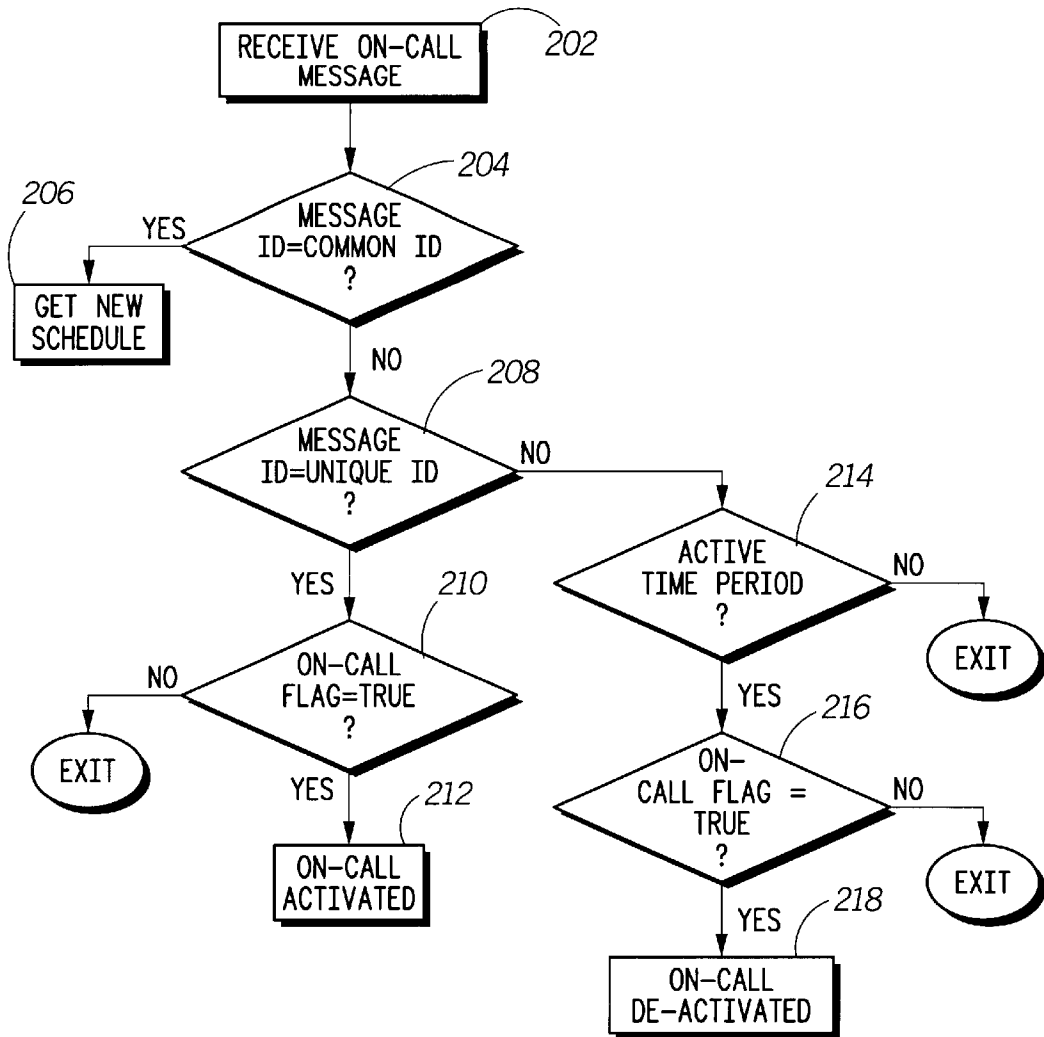 RECEIVE ON-CALL
MESSAGE
202
204
MESSAGE
ID=COMMON ID
?
YES
206
GET NEW
SCHEDULE
NO
208
MESSAGE
ID=UNIQUE ID
?
NO
214
ACTIVE
TIME PERIOD
?
NO
EXIT
YES
210
ON-CALL
FLAG=TRUE
?
NO
EXIT
YES
212
ON-CALL
ACTIVATED
YES
216
ON-
CALL FLAG =
TRUE
?
NO
EXIT
YES
218
ON-CALL
DE-ACTIVATED